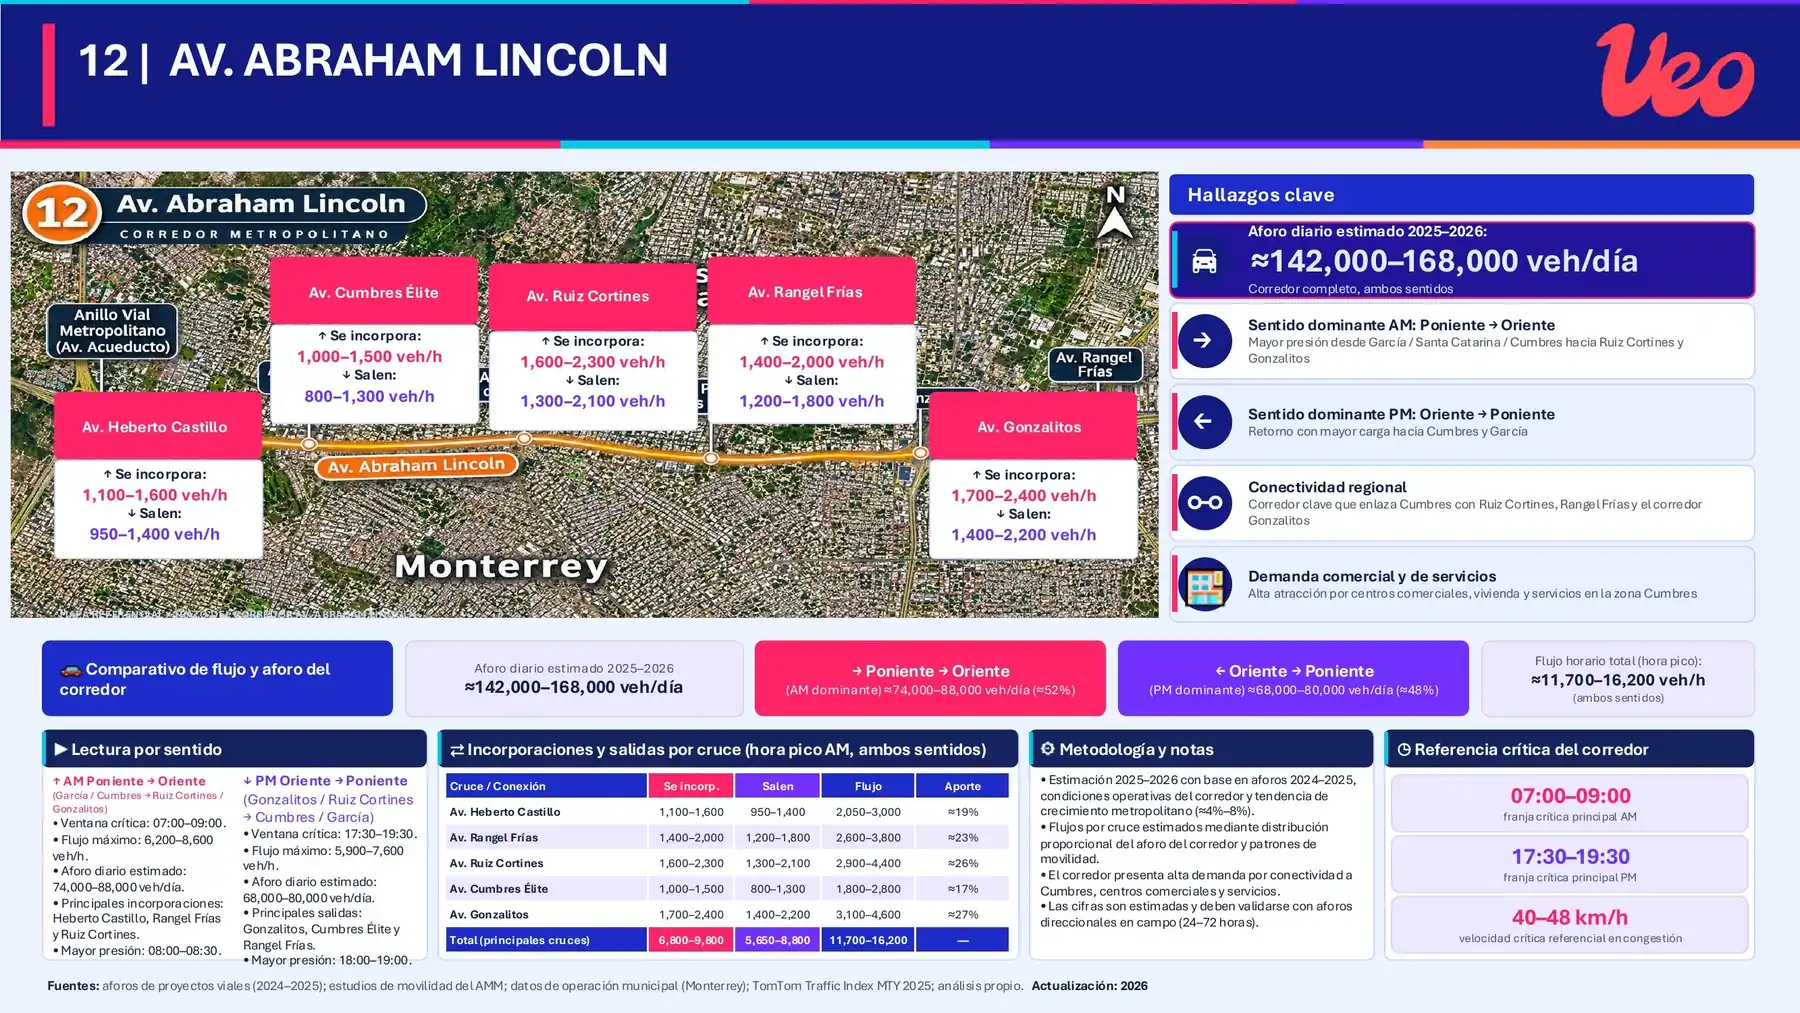 12 | AV. ABRAHAM LINCOLN
Veo
12
Av. Abraham Lincoln
CORREDOR METROPOLITANO
N
Anillo Vial
Metropolitano
(Av. Acueducto)
Av. Cumbres Élite
↑ Se incorpora:
1,000–1,500 veh/h
↓ Salen:
800–1,300 veh/h
Av. Ruiz Cortines
↑ Se incorpora:
1,600–2,300 veh/h
↓ Salen:
1,300–2,100 veh/h
Av. Rangel Frías
↑ Se incorpora:
1,400–2,000 veh/h
↓ Salen:
1,200–1,800 veh/h
Av. Rangel
Frías
Av. Heberto Castillo
↑ Se incorpora:
1,100–1,600 veh/h
↓ Salen:
950–1,400 veh/h
Av. Abraham Lincoln
Av. Gonzalitos
↑ Se incorpora:
1,700–2,400 veh/h
↓ Salen:
1,400–2,200 veh/h
Monterrey
Hallazgos clave
Aforo diario estimado 2025–2026:
≈142,000–168,000 veh/día
Corredor completo, ambos sentidos
Sentido dominante AM: Poniente → Oriente
Mayor presión desde García / Santa Catarina / Cumbres hacia Ruiz Cortines y
Gonzalitos
Sentido dominante PM: Oriente → Poniente
Retorno con mayor carga hacia Cumbres y García
Conectividad regional
Corredor clave que enlaza Cumbres con Ruiz Cortines, Rangel Frías y el corredor
Gonzalitos
Demanda comercial y de servicios
Alta atracción por centros comerciales, vivienda y servicios en la zona Cumbres
🚗 Comparativo de flujo y aforo del
corredor
Aforo diario estimado 2025–2026
≈142,000–168,000 veh/día
→ Poniente → Oriente
(AM dominante) ≈74,000–88,000 veh/día (≈52%)
← Oriente → Poniente
(PM dominante) ≈68,000–80,000 veh/día (≈48%)
Flujo horario total (hora pico):
≈11,700–16,200 veh/h
(ambos sentidos)
▶ Lectura por sentido
↑ AM Poniente → Oriente
(García / Cumbres → Ruiz Cortines /
Gonzalitos)
• Ventana crítica: 07:00–09:00.
• Flujo máximo: 6,200–8,600
veh/h.
• Aforo diario estimado:
74,000–88,000 veh/día.
• Principales incorporaciones:
Heberto Castillo, Rangel Frías
y Ruiz Cortines.
• Mayor presión: 08:00–08:30.
↓ PM Oriente → Poniente
(Gonzalitos / Ruiz Cortines
→ Cumbres / García)
• Ventana crítica: 17:30–19:30.
• Flujo máximo: 5,900–7,600
veh/h.
• Aforo diario estimado:
68,000–80,000 veh/día.
• Principales salidas:
Gonzalitos, Cumbres Élite y
Rangel Frías.
• Mayor presión: 18:00–19:00.
⇄ Incorporaciones y salidas por cruce (hora pico AM, ambos sentidos)
Cruce / Conexión Se incorp. Salen Flujo Aporte
Av. Heberto Castillo 1,100–1,600 950–1,400 2,050–3,000 ≈19%
Av. Rangel Frías 1,400–2,000 1,200–1,800 2,600–3,800 ≈23%
Av. Ruiz Cortines 1,600–2,300 1,300–2,100 2,900–4,400 ≈26%
Av. Cumbres Élite 1,000–1,500 800–1,300 1,800–2,800 ≈17%
Av. Gonzalitos 1,700–2,400 1,400–2,200 3,100–4,600 ≈27%
Total (principales cruces) 6,800–9,800 5,650–8,800 11,700–16,200 —
⚙ Metodología y notas
• Estimación 2025–2026 con base en aforos 2024–2025,
condiciones operativas del corredor y tendencia de
crecimiento metropolitano (≈4%–8%).
• Flujos por cruce estimados mediante distribución
proporcional del aforo del corredor y patrones de
movilidad.
• El corredor presenta alta demanda por conectividad a
Cumbres, centros comerciales y servicios.
• Las cifras son estimadas y deben validarse con aforos
direccionales en campo (24–72 horas).
◷ Referencia crítica del corredor
07:00–09:00
franja crítica principal AM
17:30–19:30
franja crítica principal PM
40–48 km/h
velocidad crítica referencial en congestión
Fuentes: aforos de proyectos viales (2024–2025); estudios de movilidad del AMM; datos de operación municipal (Monterrey); TomTom Traffic Index MTY 2025; análisis propio. Actualización: 2026